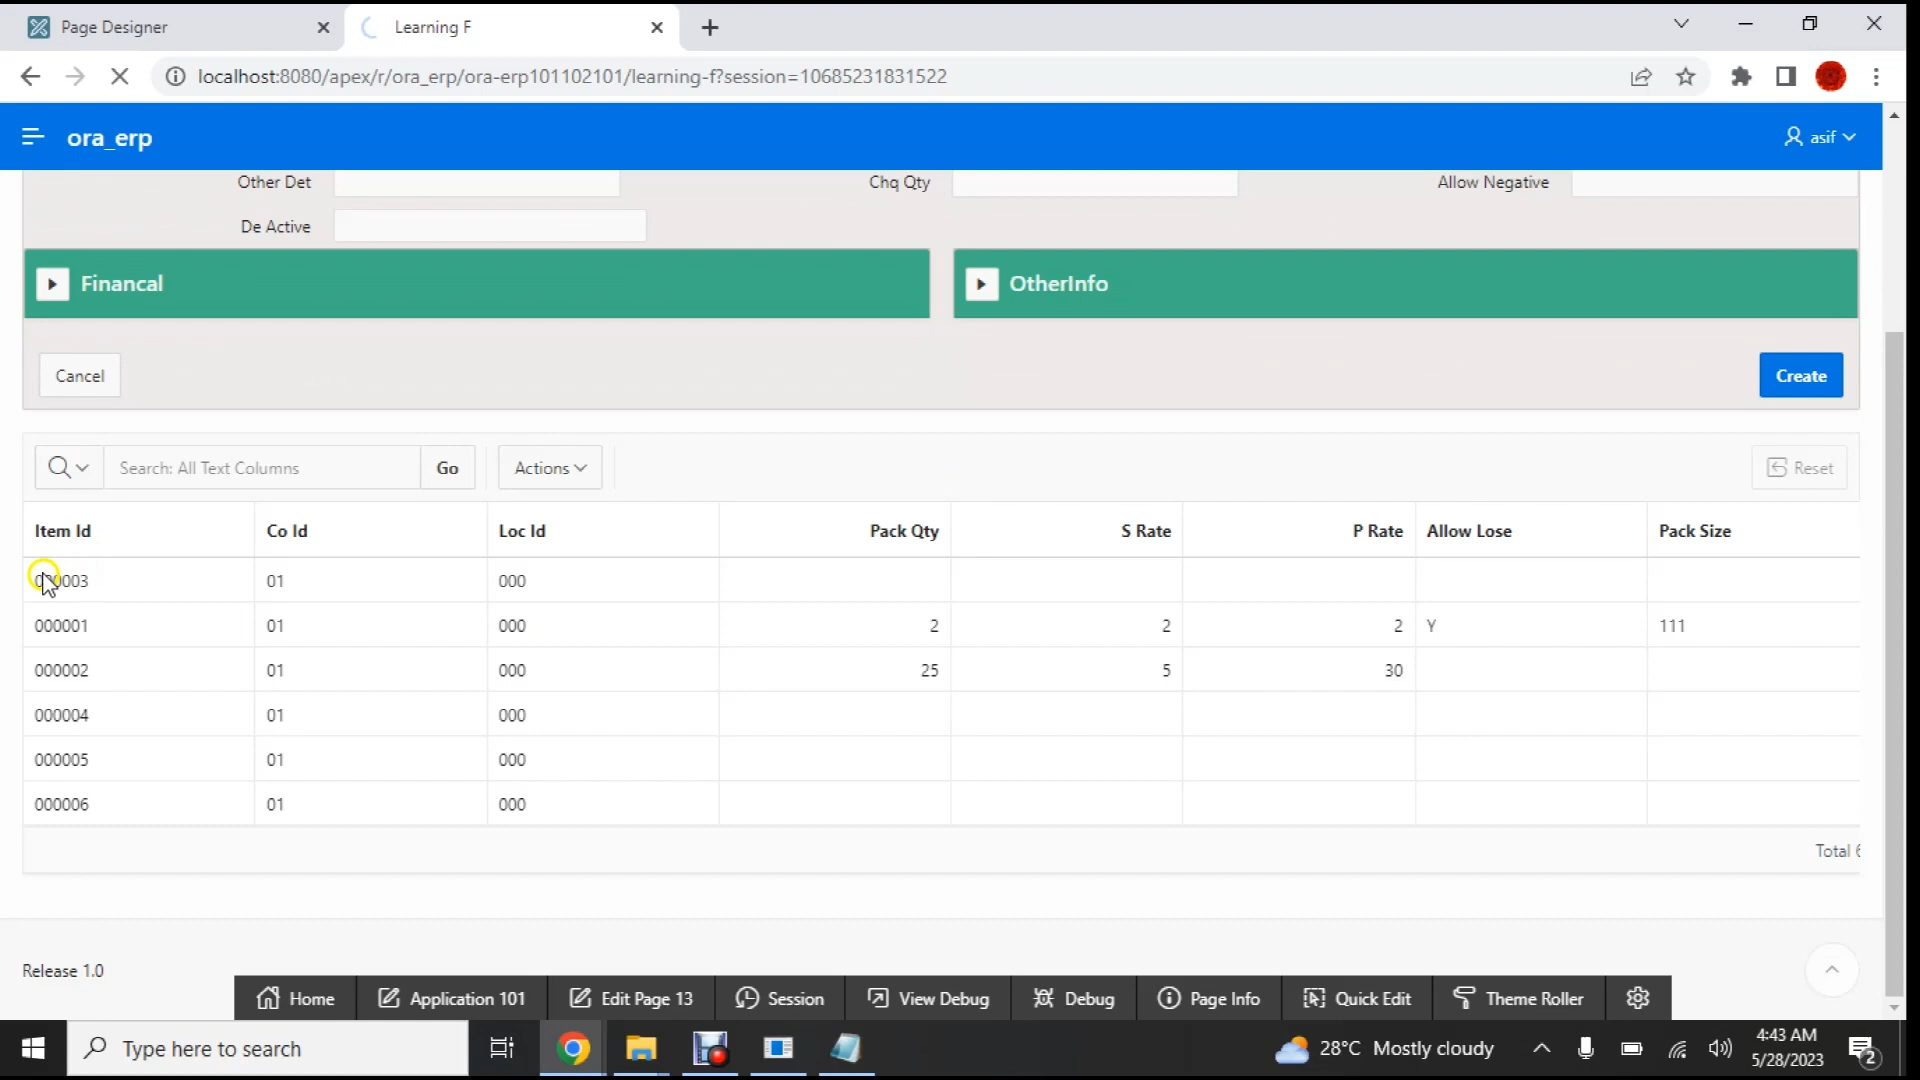 Page Designer
Learning F
localhost:8080/apex/r/ora_erp/ora-erp101102101/learning-f?session=10685231831522
ora_erp
asif
Other Det
Chq Qty
Allow Negative
De Active
Financal
OtherInfo
Cancel
Create
Search: All Text Columns
Go
Actions
Reset
Item Id Co Id Loc Id Pack Qty S Rate P Rate Allow Lose Pack Size
000003 01 000
000001 01 000 2 2 2 Y 111
000002 01 000 25 5 30
000004 01 000
000005 01 000
000006 01 000
Total 6
Release 1.0
Home Application 101 Edit Page 13 Session View Debug Debug Page Info Quick Edit Theme Roller
Type here to search
28°C Mostly cloudy
4:43 AM
5/28/2023
2